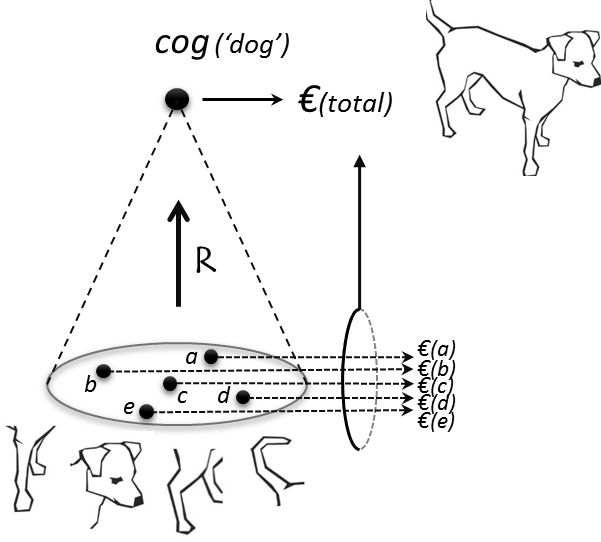 cog (‘dog’)
€(total)
R
a
b
c
d
e
€(a)
€(b)
€(c)
€(d)
€(e)